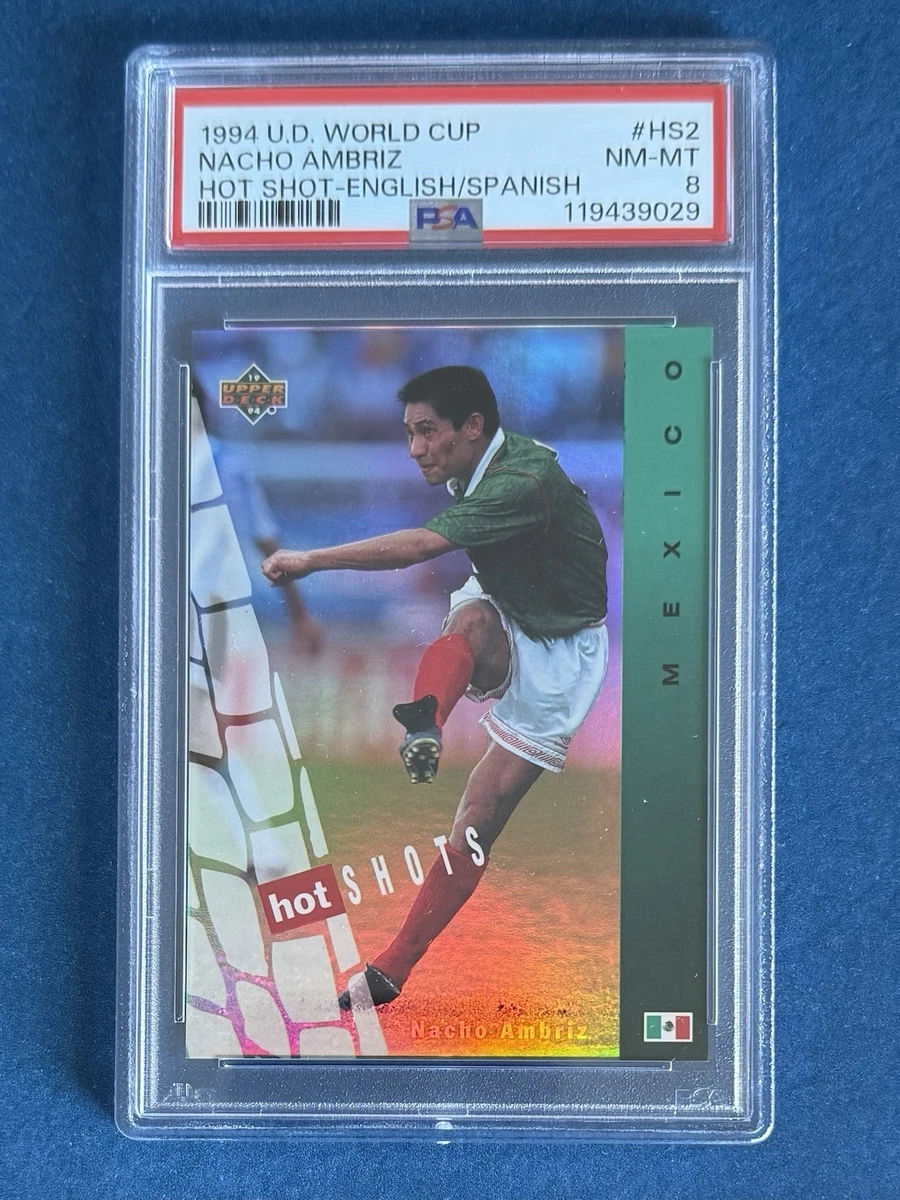 1994 U.D. WORLD CUP #HS2
NACHO AMBRIZ NM-MT
HOT SHOT-ENGLISH/SPANISH 8
PSA 119439029
19
UPPER
DECK
94
MEXICO
hot SHOTS
Nacho Ambriz